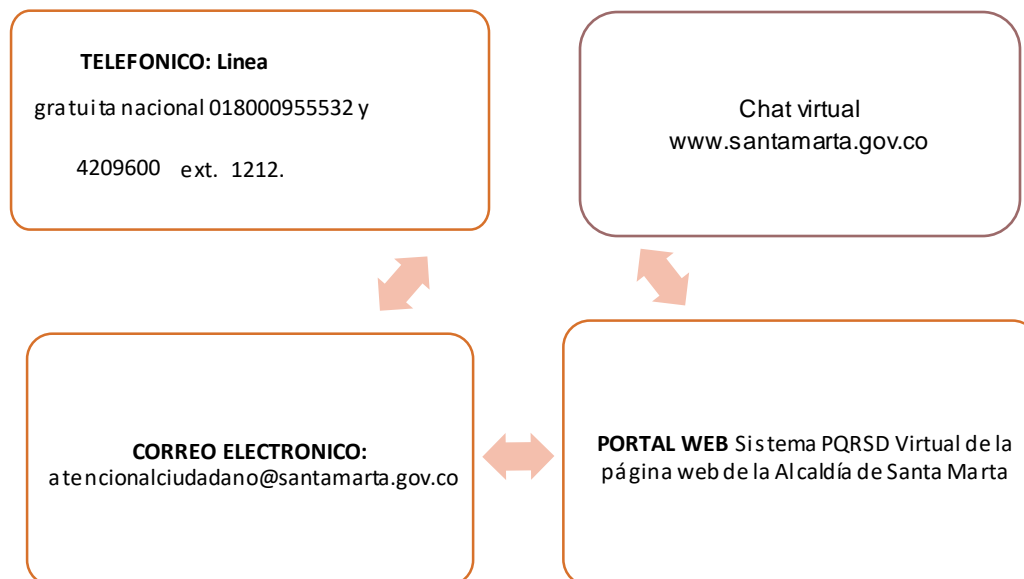 TELEFONICO: Linea
gratuita nacional 018000955532 y
4209600 ext. 1212.
Chat virtual
www.santamarta.gov.co
CORREO ELECTRONICO:
atencionalciudadano@santamarta.gov.co
PORTAL WEB Sistema PQRSD Virtual de la
página web de la Alcaldía de Santa Marta